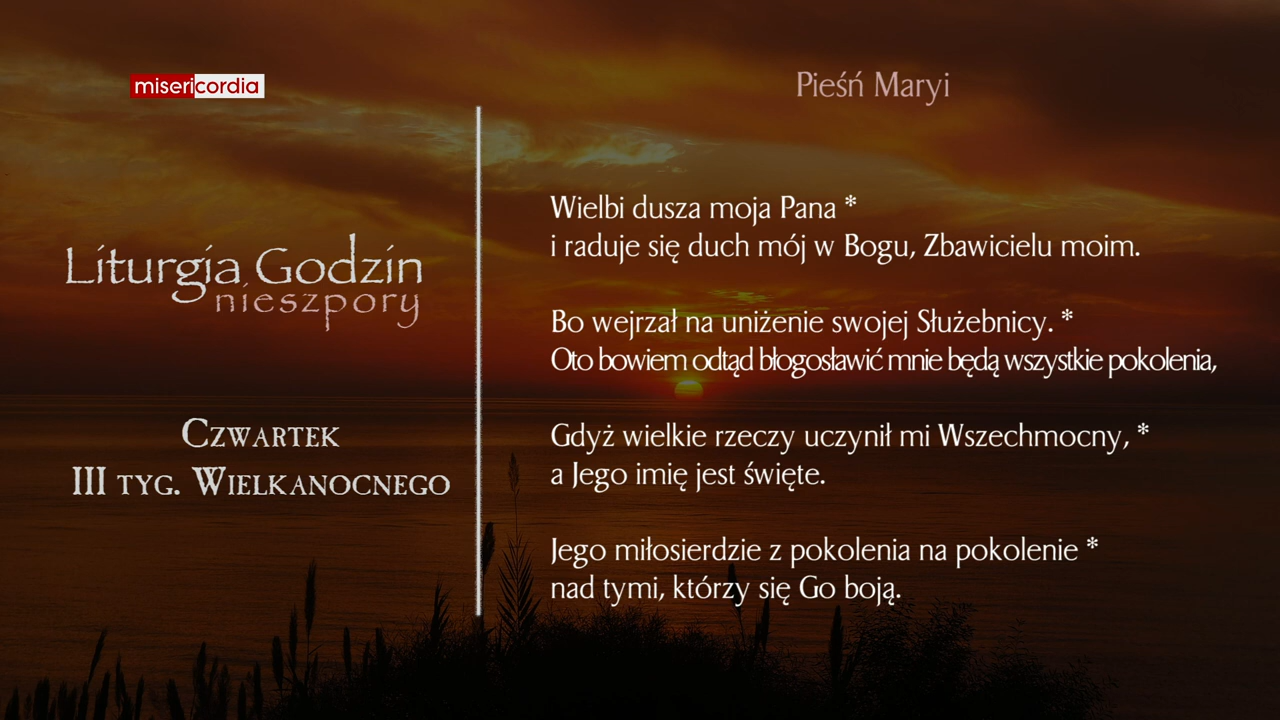 misericordia
Liturgia Godzin
nieszpory
Czwartek
III tyg. Wielkanocnego
Pieśń Maryi
Wielbi dusza moja Pana *
i raduje się duch mój w Bogu, Zbawicielu moim.
Bo wejrzał na uniżenie swojej Służebnicy. *
Oto bowiem odtąd błogosławić mnie będą wszystkie pokolenia,
Gdyż wielkie rzeczy uczynił mi Wszechmocny, *
a Jego imię jest święte.
Jego miłosierdzie z pokolenia na pokolenie *
nad tymi, którzy się Go boją.